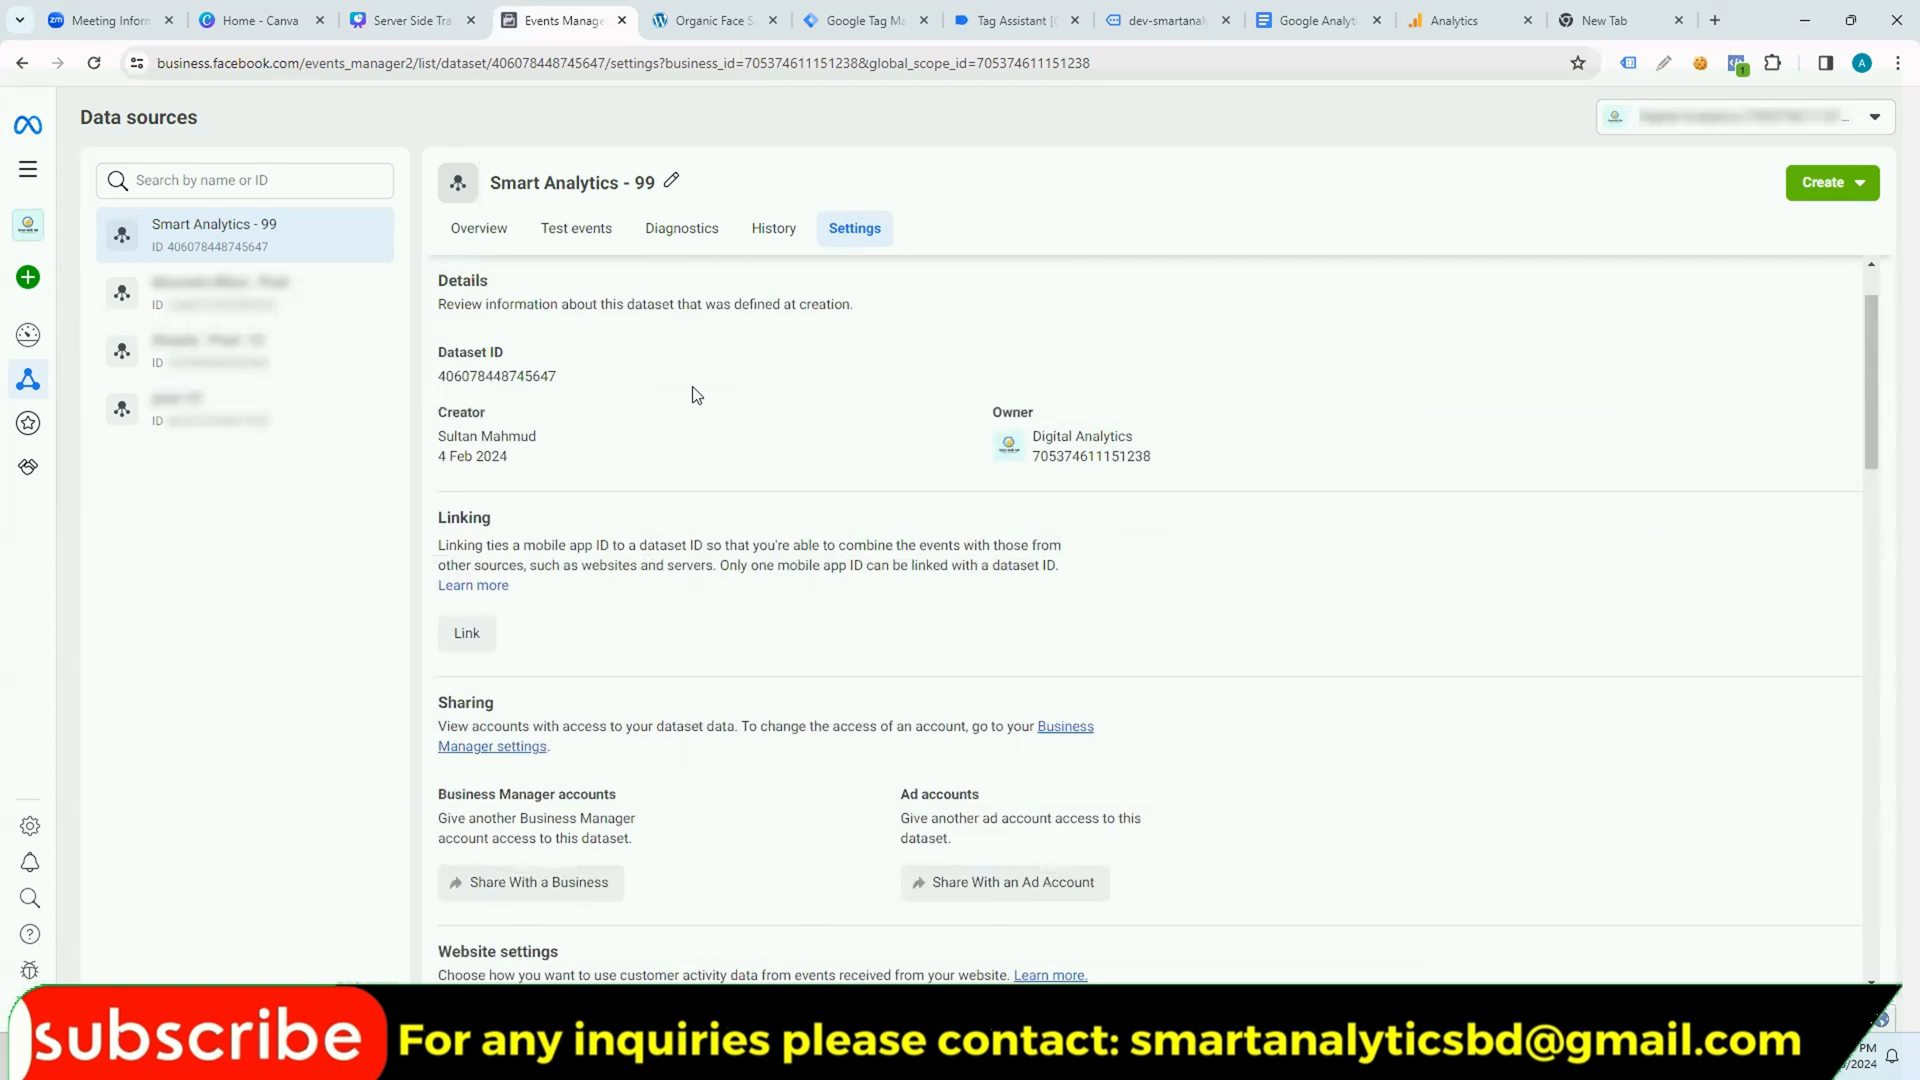 Meeting Inform
Home - Canva
Server Side Tra
Events Manage
Organic Face S
Google Tag Ma
Tag Assistant [
dev-smartanal
Google Analyti
Analytics
New Tab
business.facebook.com/events_manager2/list/dataset/406078448745647/settings?business_id=705374611151238&global_scope_id=705374611151238
A
1
Data sources
Search by name or ID
Smart Analytics - 99
ID 406078448745647
ID
ID
ID
Smart Analytics - 99
Create
Overview
Test events
Diagnostics
History
Settings
Details
Review information about this dataset that was defined at creation.
Dataset ID
406078448745647
Creator
Sultan Mahmud
4 Feb 2024
Owner
Digital Analytics
705374611151238
Linking
Linking ties a mobile app ID to a dataset ID so that you're able to combine the events with those from
other sources, such as websites and servers. Only one mobile app ID can be linked with a dataset ID.
Learn more
Link
Sharing
View accounts with access to your dataset data. To change the access of an account, go to your Business
Manager settings.
Business Manager accounts
Give another Business Manager
account access to this dataset.
Share With a Business
Ad accounts
Give another ad account access to this
dataset.
Share With an Ad Account
Website settings
Choose how you want to use customer activity data from events received from your website. Learn more.
subscribe
For any inquiries please contact: smartanalyticsbd@gmail.com
PM
/2024